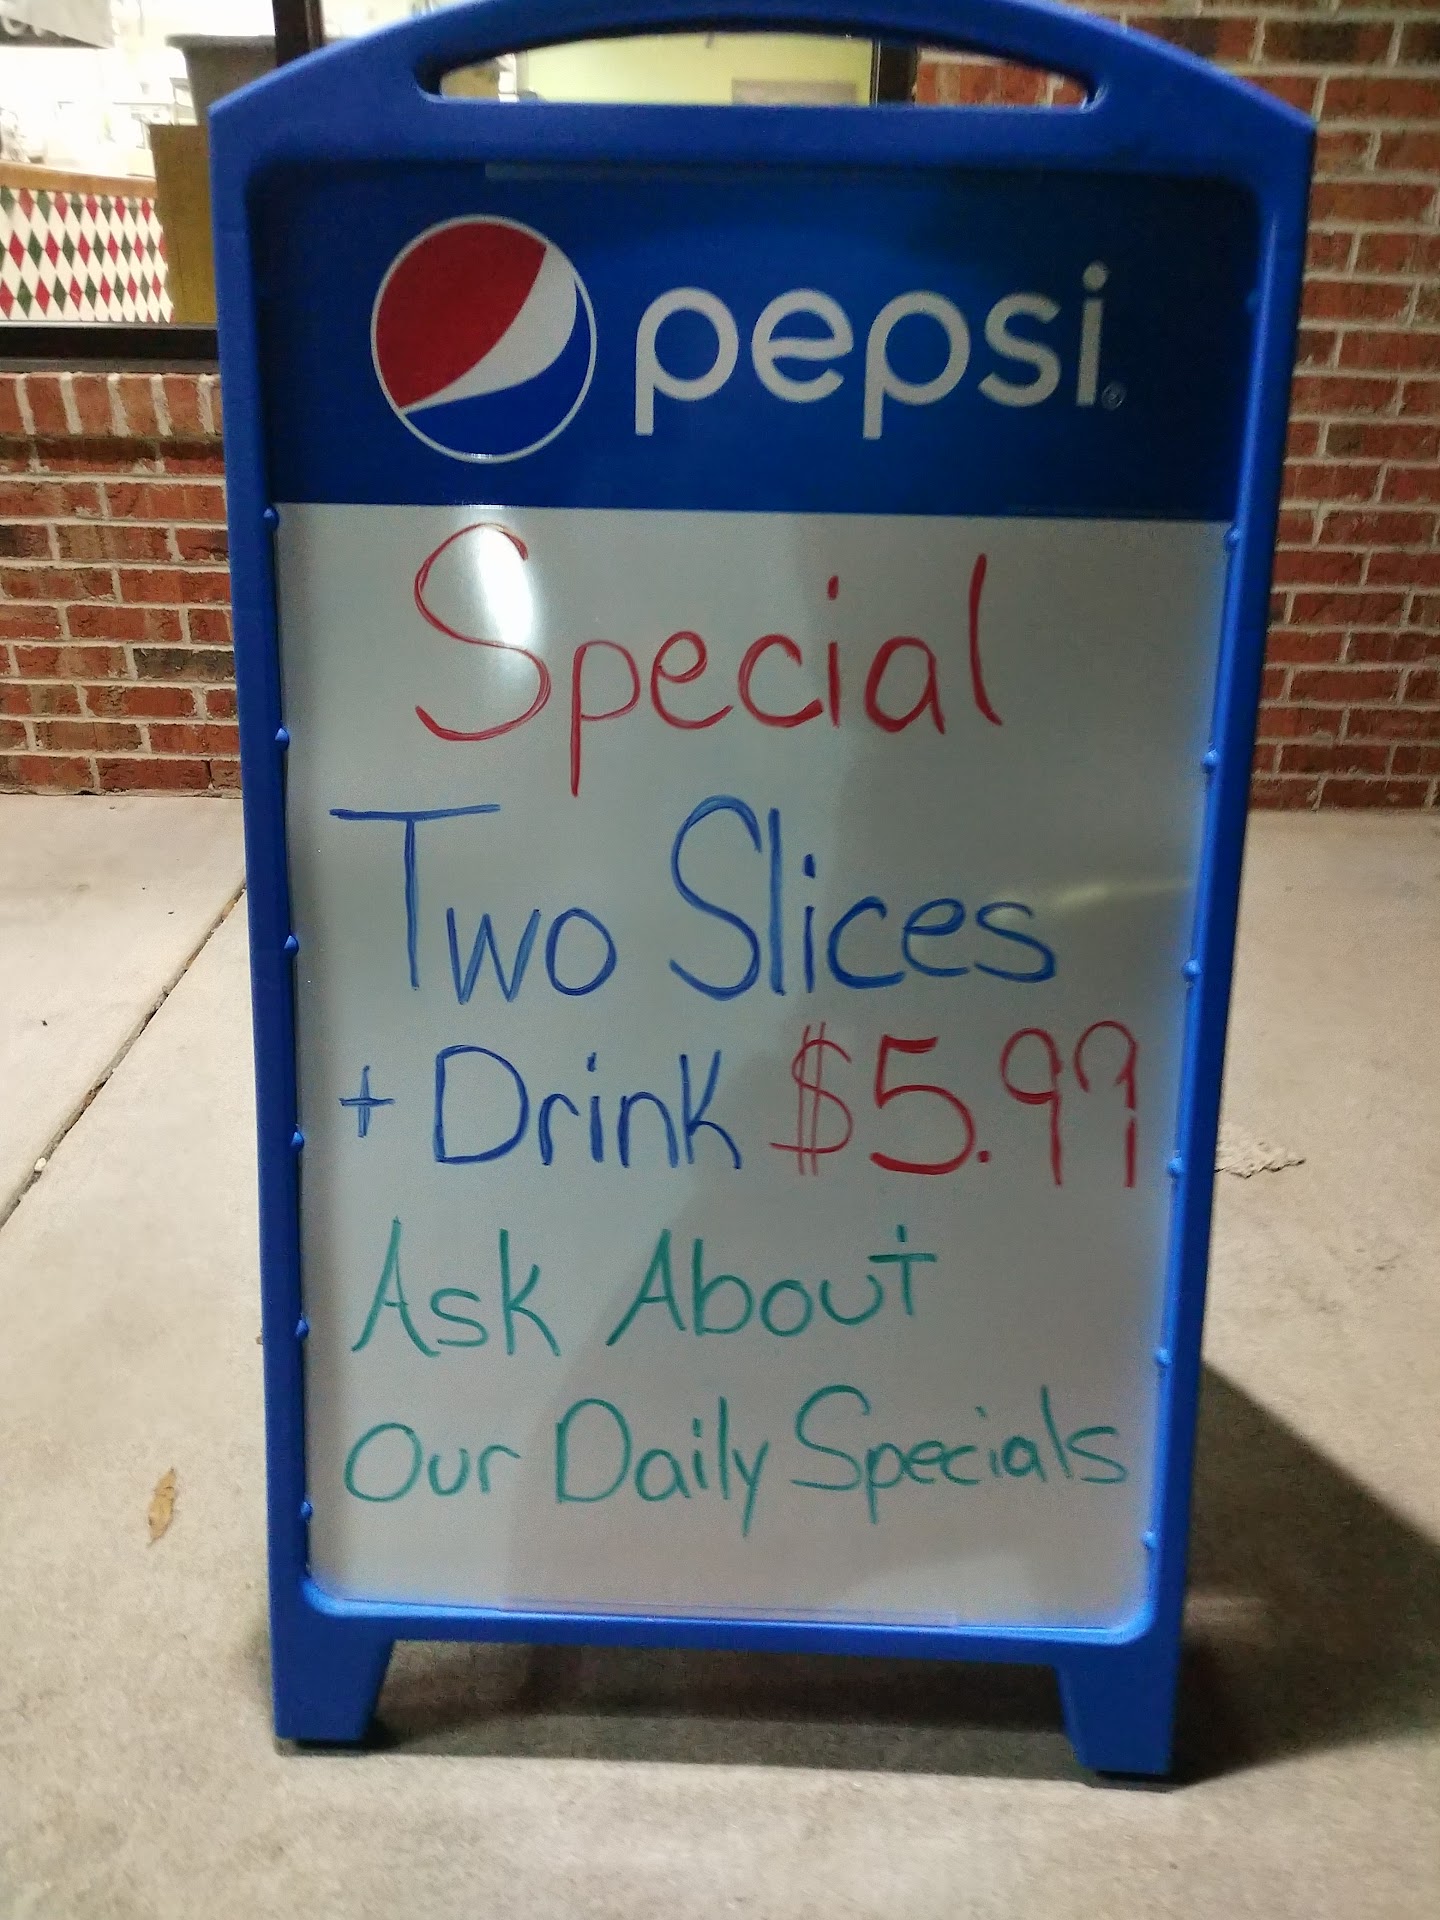 pepsi®
Special
Two Slices
+ Drink $5.99
Ask About
Our Daily Specials